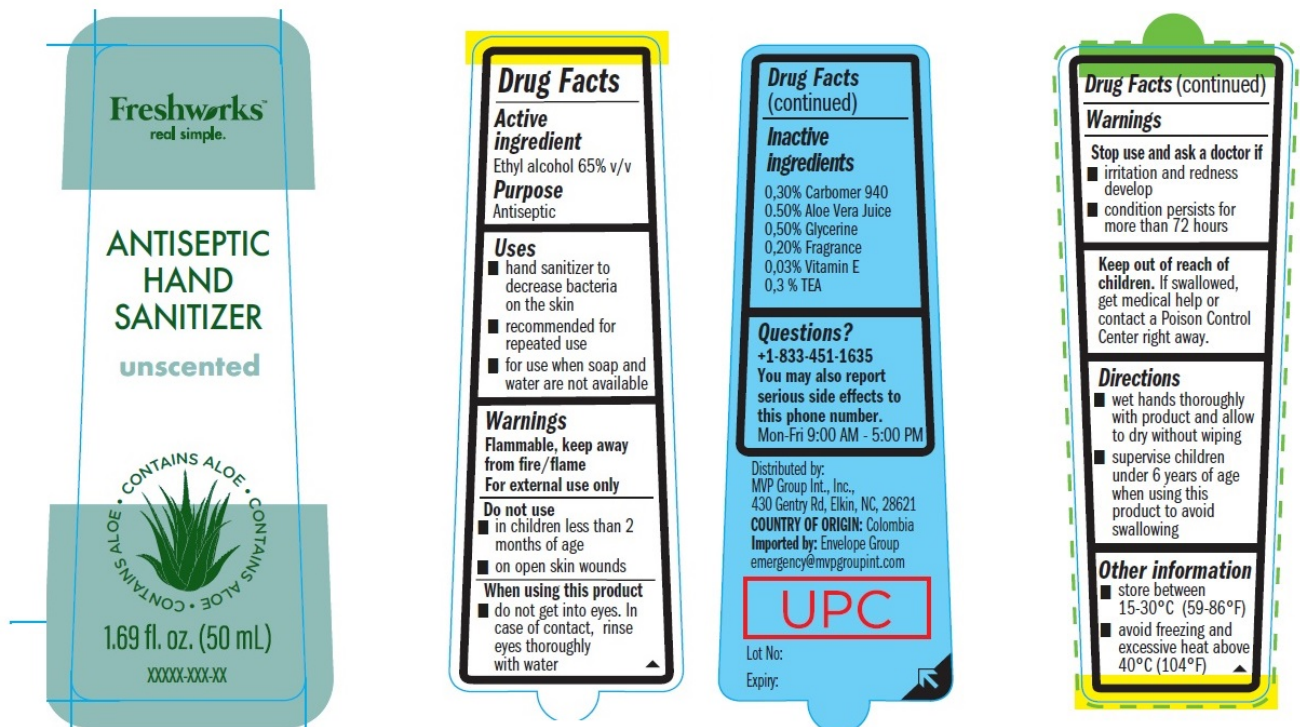 Freshworks™
real simple.
ANTISEPTIC
HAND
SANITIZER
unscented
CONTAINS ALOE • CONTAINS ALOE • CONTAINS ALOE •
1.69 fl. oz. (50 mL)
XXXXX-XXX-XX
Drug Facts
Active
ingredient
Ethyl alcohol 65% v/v
Purpose
Antiseptic
Uses
■ hand sanitizer to
decrease bacteria
on the skin
■ recommended for
repeated use
■ for use when soap and
water are not available
Warnings
Flammable, keep away
from fire/flame
For external use only
Do not use
■ in children less than 2
months of age
■ on open skin wounds
When using this product
■ do not get into eyes. In
case of contact, rinse
eyes thoroughly
with water
Drug Facts
(continued)
Inactive
ingredients
0,30% Carbomer 940
0.50% Aloe Vera Juice
0,50% Glycerine
0,20% Fragrance
0,03% Vitamin E
0,3 % TEA
Questions?
+1-833-451-1635
You may also report
serious side effects to
this phone number.
Mon-Fri 9:00 AM - 5:00 PM
Distributed by:
MVP Group Int., Inc.,
430 Gentry Rd, Elkin, NC, 28621
COUNTRY OF ORIGIN: Colombia
Imported by: Envelope Group
emergency@mvpgroupint.com
UPC
Lot No:
Expiry:
Drug Facts (continued)
Warnings
Stop use and ask a doctor if
■ irritation and redness
develop
■ condition persists for
more than 72 hours
Keep out of reach of
children. If swallowed,
get medical help or
contact a Poison Control
Center right away.
Directions
■ wet hands thoroughly
with product and allow
to dry without wiping
■ supervise children
under 6 years of age
when using this
product to avoid
swallowing
Other information
■ store between
15-30°C (59-86°F)
■ avoid freezing and
excessive heat above
40°C (104°F)